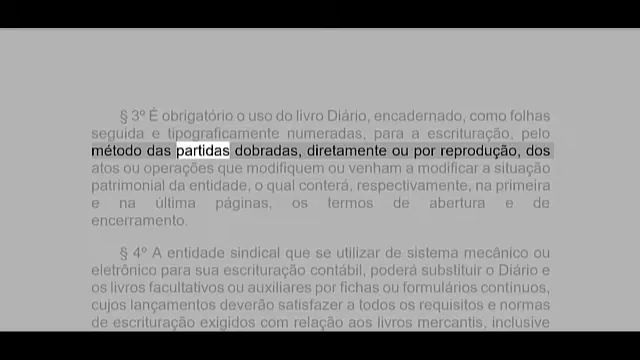 § 3º É obrigatório o uso do livro Diário, encadernado, como folhas
seguida e tipograficamente numeradas, para a escrituração, pelo
método das partidas dobradas, diretamente ou por reprodução, dos
atos ou operações que modifiquem ou venham a modificar a situação
patrimonial da entidade, o qual conterá, respectivamente, na primeira
e na última páginas, os termos de abertura e de
encerramento.
§ 4º A entidade sindical que se utilizar de sistema mecânico ou
eletrônico para sua escrituração contábil, poderá substituir o Diário e
os livros facultativos ou auxiliares por fichas ou formulários contínuos,
cujos lançamentos deverão satisfazer a todos os requisitos e normas
de escrituração exigidos com relação aos livros mercantis, inclusive